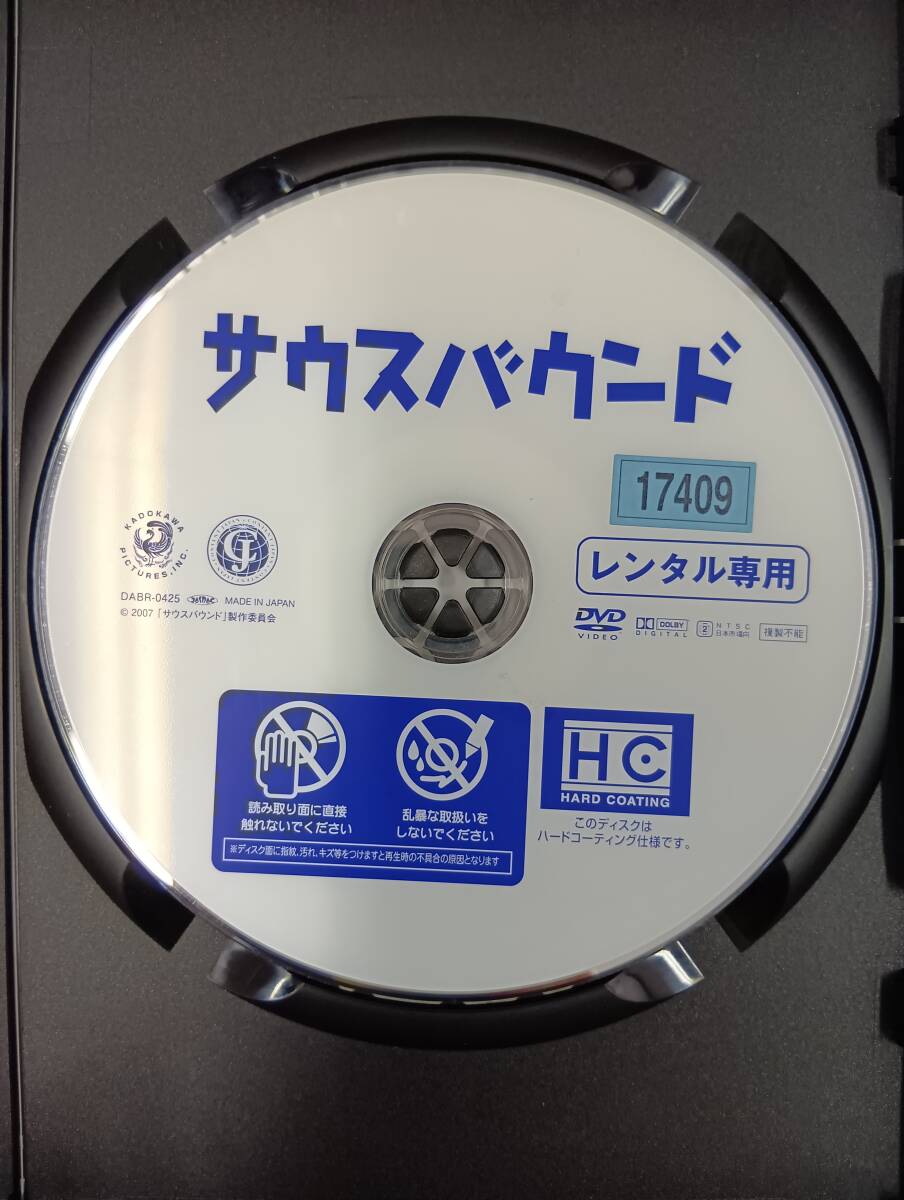 サウスバウンド
17409
レンタル専用
KADOKAWA
PICTURES, INC.
CJ
DABR-0425
MADE IN JAPAN
© 2007「サウスバウンド」製作委員会
DVD
VIDEO
DOLBY
DIGITAL
2
NTSC
日本市場向
複製不能
読み取り面に直接
触れないでください
乱暴な取扱いを
しないでください
※ディスク面に指紋、汚れ、キズ等をつけますと再生時の不具合の原因となります
HC
HARD COATING
このディスクは
ハードコーティング仕様です。